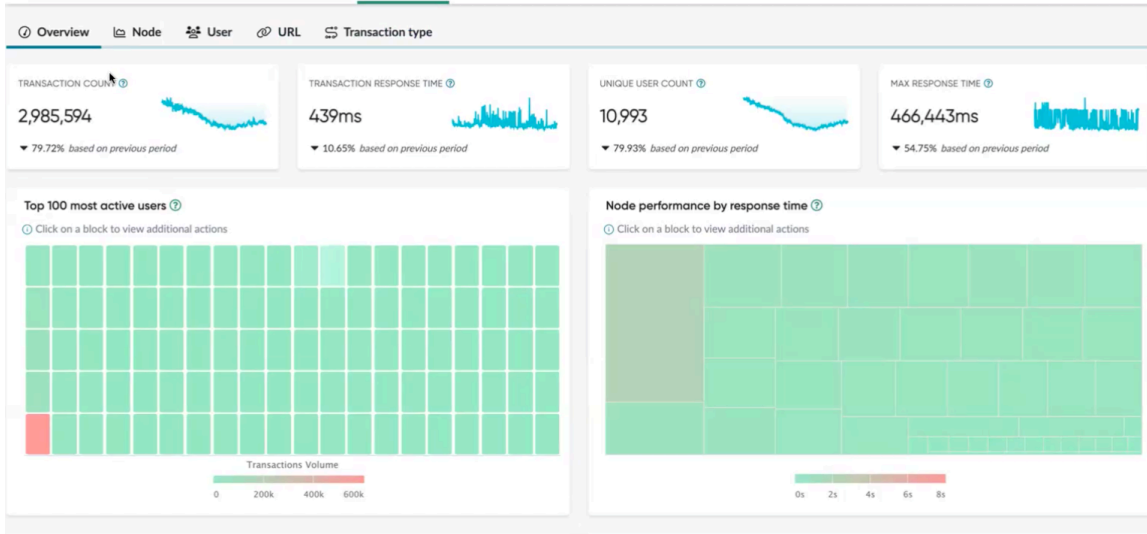 Overview Node User URL Transaction type
TRANSACTION COUNT
2,985,594
79.72% based on previous period
TRANSACTION RESPONSE TIME
439ms
10.65% based on previous period
UNIQUE USER COUNT
10,993
79.93% based on previous period
MAX RESPONSE TIME
466,443ms
54.75% based on previous period
Top 100 most active users
Click on a block to view additional actions
Transactions Volume
0 200k 400k 600k
Node performance by response time
Click on a block to view additional actions
0s 2s 4s 6s 8s